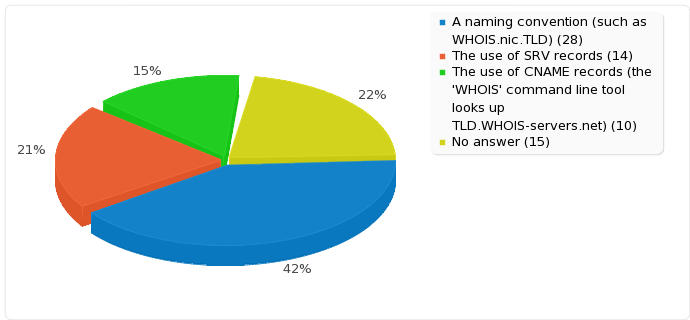 15%
22%
21%
42%
A naming convention (such as
WHOIS.nic.TLD) (28)
The use of SRV records (14)
The use of CNAME records (the
'WHOIS' command line tool
looks up
TLD.WHOIS-servers.net) (10)
No answer (15)